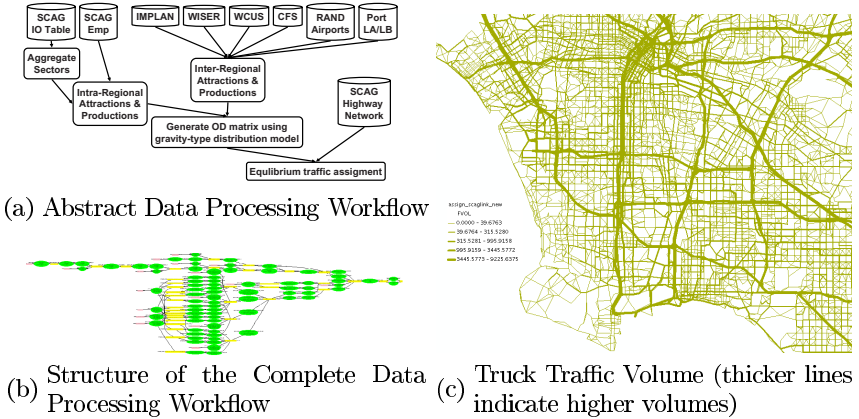 SCAG
IO Table
SCAG
Emp
IMPLAN
WISER
WCUS
CFS
RAND
Airports
Port
LA/LB
Aggregate
Sectors
Intra-Regional
Attractions &
Productions
Inter-Regional
Attractions &
Productions
SCAG
Highway
Network
Generate OD matrix using
gravity-type distribution model
Equlibrium traffic assigment
(a) Abstract Data Processing Workflow
(b) Structure of the Complete Data
Processing Workflow
assign_scaglink_new
FVOL
0.0000 - 39.6763
39.6764 - 315.5280
315.5281 - 995.9158
995.9159 - 3445.5772
3445.5773 - 9225.6375
(c) Truck Traffic Volume (thicker lines
indicate higher volumes)